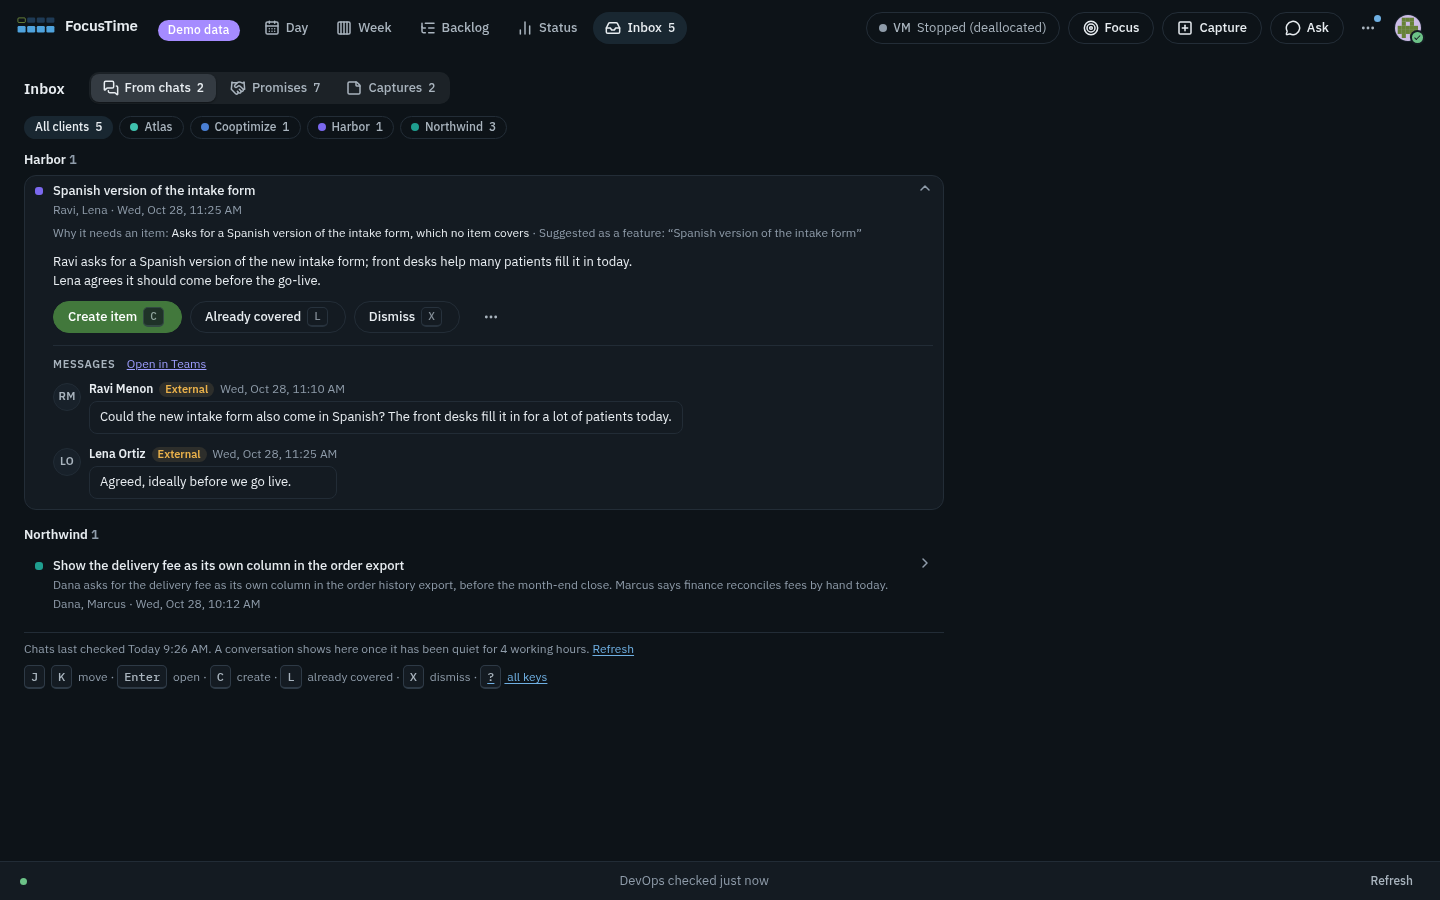 FocusTime
Demo data
Day
Week
Backlog
Status
Inbox 5
VM Stopped (deallocated)
Focus
Capture
Ask
Inbox
From chats 2
Promises 7
Captures 2
All clients 5
Atlas
Cooptimize 1
Harbor 1
Northwind 3
Harbor 1
Spanish version of the intake form
Ravi, Lena · Wed, Oct 28, 11:25 AM
Why it needs an item: Asks for a Spanish version of the intake form, which no item covers · Suggested as a feature: “Spanish version of the intake form”
Ravi asks for a Spanish version of the new intake form; front desks help many patients fill it in today.
Lena agrees it should come before the go-live.
Create item C
Already covered L
Dismiss X
MESSAGES Open in Teams
RM
Ravi Menon External Wed, Oct 28, 11:10 AM
Could the new intake form also come in Spanish? The front desks fill it in for a lot of patients today.
LO
Lena Ortiz External Wed, Oct 28, 11:25 AM
Agreed, ideally before we go live.
Northwind 1
Show the delivery fee as its own column in the order export
Dana asks for the delivery fee as its own column in the order history export, before the month-end close. Marcus says finance reconciles fees by hand today.
Dana, Marcus · Wed, Oct 28, 10:12 AM
Chats last checked Today 9:26 AM. A conversation shows here once it has been quiet for 4 working hours. Refresh
J K move · Enter open · C create · L already covered · X dismiss · ? all keys
DevOps checked just now
Refresh